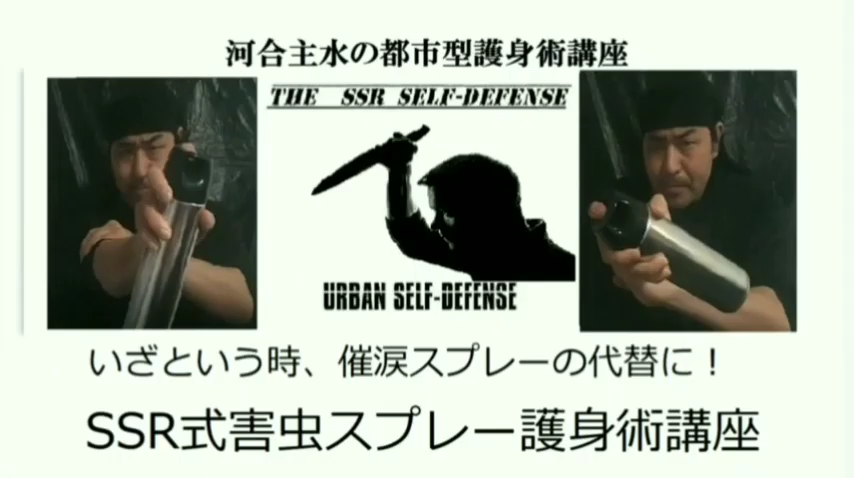 河合主水の都市型護身術講座
THE SSR SELF-DEFENSE
URBAN SELF-DEFENSE
いざという時、催涙スプレーの代替に!
SSR式害虫スプレー護身術講座